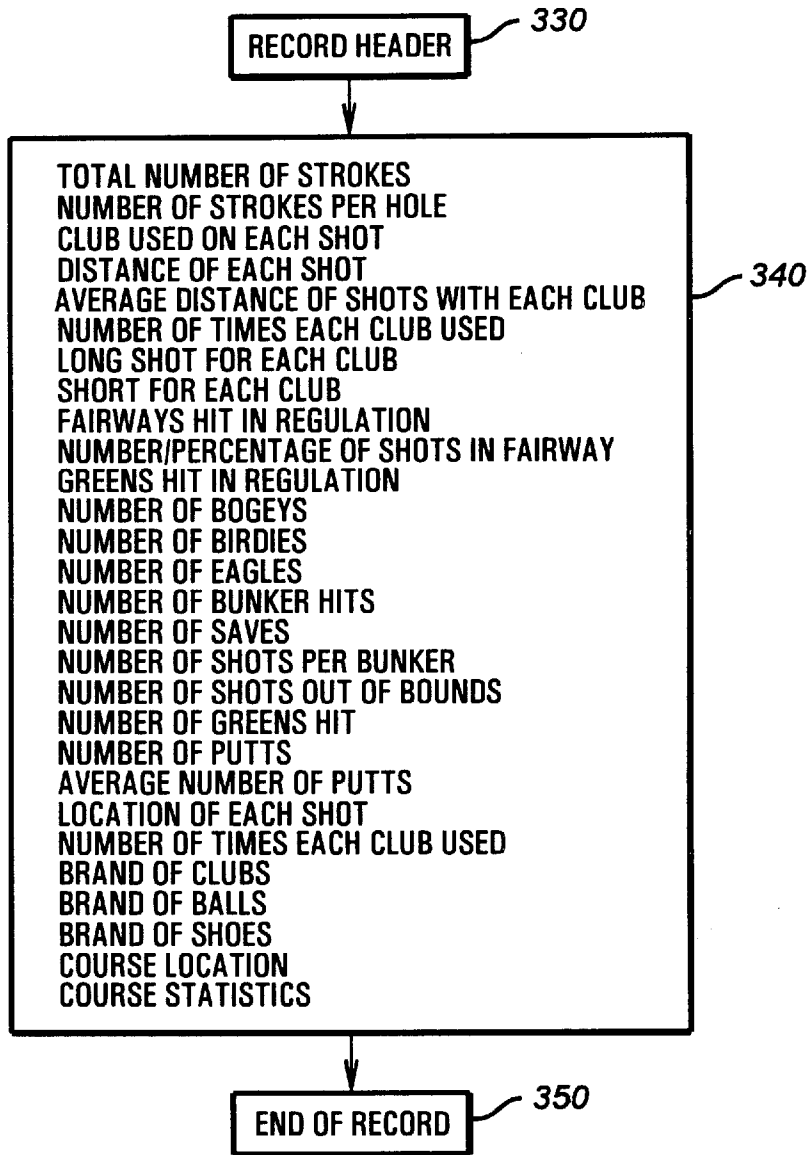 RECORD HEADER
330
TOTAL NUMBER OF STROKES
NUMBER OF STROKES PER HOLE
CLUB USED ON EACH SHOT
DISTANCE OF EACH SHOT
AVERAGE DISTANCE OF SHOTS WITH EACH CLUB
NUMBER OF TIMES EACH CLUB USED
LONG SHOT FOR EACH CLUB
SHORT FOR EACH CLUB
FAIRWAYS HIT IN REGULATION
NUMBER/PERCENTAGE OF SHOTS IN FAIRWAY
GREENS HIT IN REGULATION
NUMBER OF BOGEYS
NUMBER OF BIRDIES
NUMBER OF EAGLES
NUMBER OF BUNKER HITS
NUMBER OF SAVES
NUMBER OF SHOTS PER BUNKER
NUMBER OF SHOTS OUT OF BOUNDS
NUMBER OF GREENS HIT
NUMBER OF PUTTS
AVERAGE NUMBER OF PUTTS
LOCATION OF EACH SHOT
NUMBER OF TIMES EACH CLUB USED
BRAND OF CLUBS
BRAND OF BALLS
BRAND OF SHOES
COURSE LOCATION
COURSE STATISTICS
340
END OF RECORD
350